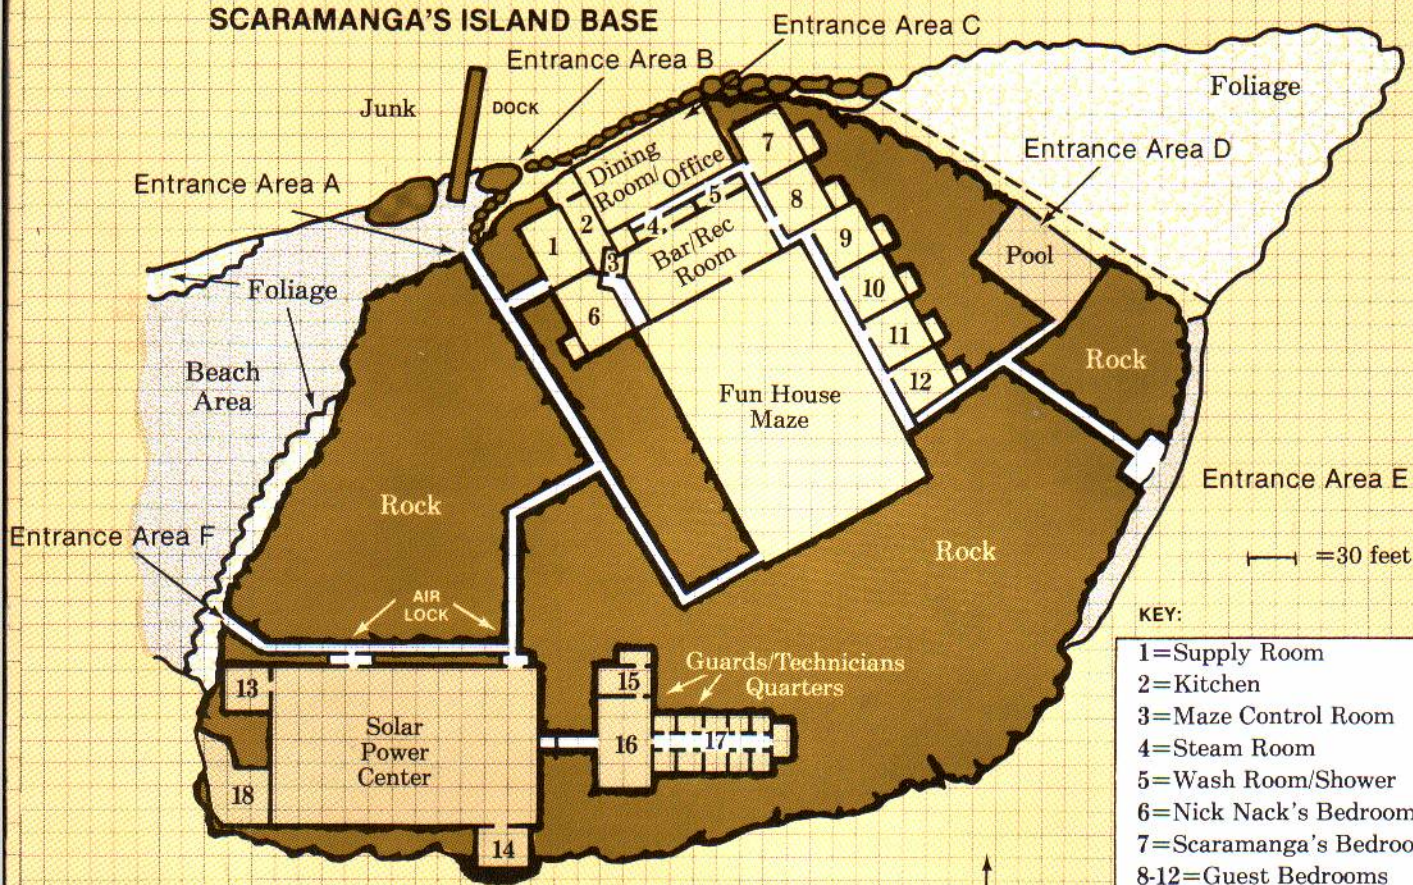 SCARAMANGA'S ISLAND BASE
Entrance Area C
Entrance Area B
Junk
DOCK
Foliage
Entrance Area D
Entrance Area A
Dining
Room/
Office
7
8
5
4.
2
1
3
Bar/Rec
Room
9
Pool
Foliage
10
6
11
12
Rock
Beach
Area
Fun House
Maze
Rock
Entrance Area E
Entrance Area F
Rock
=30 feet
AIR
LOCK
KEY:
1=Supply Room
2=Kitchen
3=Maze Control Room
4=Steam Room
5=Wash Room/Shower
6=Nick Nack's Bedroom
7=Scaramanga's Bedroo
8-12=Guest Bedrooms
Guards/Technicians
Quarters
13
15
Solar
Power
Center
16
17
18
14